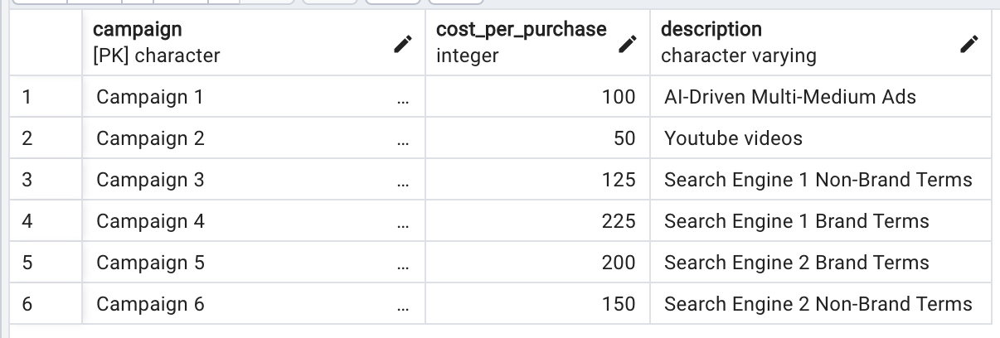 campaign cost_per_purchase description
[PK] character integer character varying
1 Campaign 1 ... 100 AI-Driven Multi-Medium Ads
2 Campaign 2 ... 50 Youtube videos
3 Campaign 3 ... 125 Search Engine 1 Non-Brand Terms
4 Campaign 4 ... 225 Search Engine 1 Brand Terms
5 Campaign 5 ... 200 Search Engine 2 Brand Terms
6 Campaign 6 ... 150 Search Engine 2 Non-Brand Terms